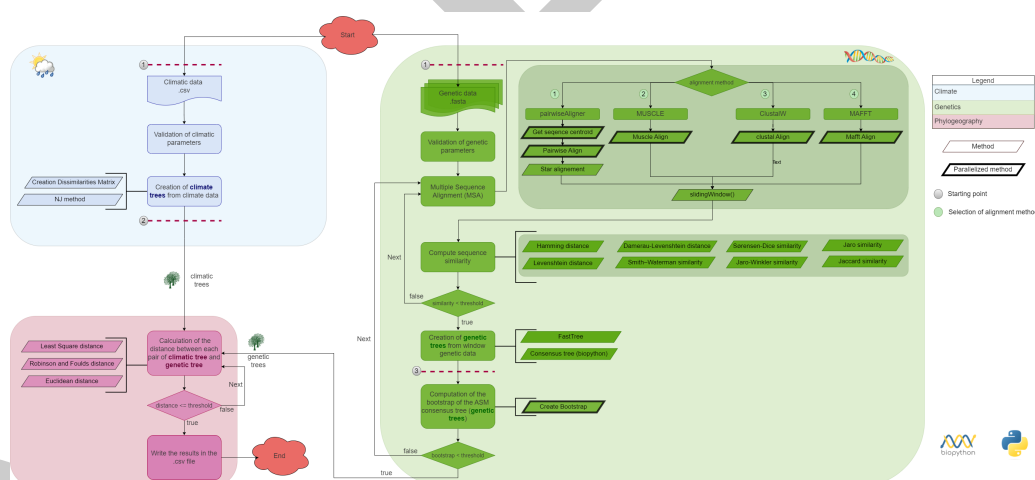 Start
1
Climatic data
.csv
Validation of climatic
parameters
Creation Dissimilarities Matrix
NJ method
Creation of climate
trees from climate data
2
climatic
trees
1
Genetic data
.fasta
Validation of genetic
parameters
Multiple Sequence
Alignment (MSA)
alignment method
1
pairwiseAligner
Get seqence centroid
Pairwise Align
Star alignement
2
MUSCLE
Muscle Align
3
ClustalW
clustal Align
Text
4
MAFFT
Mafft Align
slidingWindow()
Compute sequence
similarity
Hamming distance
Damerau-Levenshtein distance
Sørensen-Dice similarity
Jaro similarity
Levenshtein distance
Smith–Waterman similarity
Jaro-Winkler similarity
Jaccard similarity
Next
false
similarity < threshold
true
Creation of genetic
trees from window
genetic data
FastTree
Consensus tree (biopython)
3
Computation of the
bootstrap of the ASM
consensus tree (genetic
trees)
Create Bootstrap
Next
false
bootstrap < threshold
true
genetic
trees
Least Square distance
Robinson and Foulds distance
Euclidean distance
Calculation of the
distance between each
pair of climatic tree and
genetic tree
Next
distance <= threshold
false
true
Write the results in the
.csv file
End
Legend
Climate
Genetics
Phylogeography
Method
Parallelized method
Starting point
Selection of alignment method
biopython